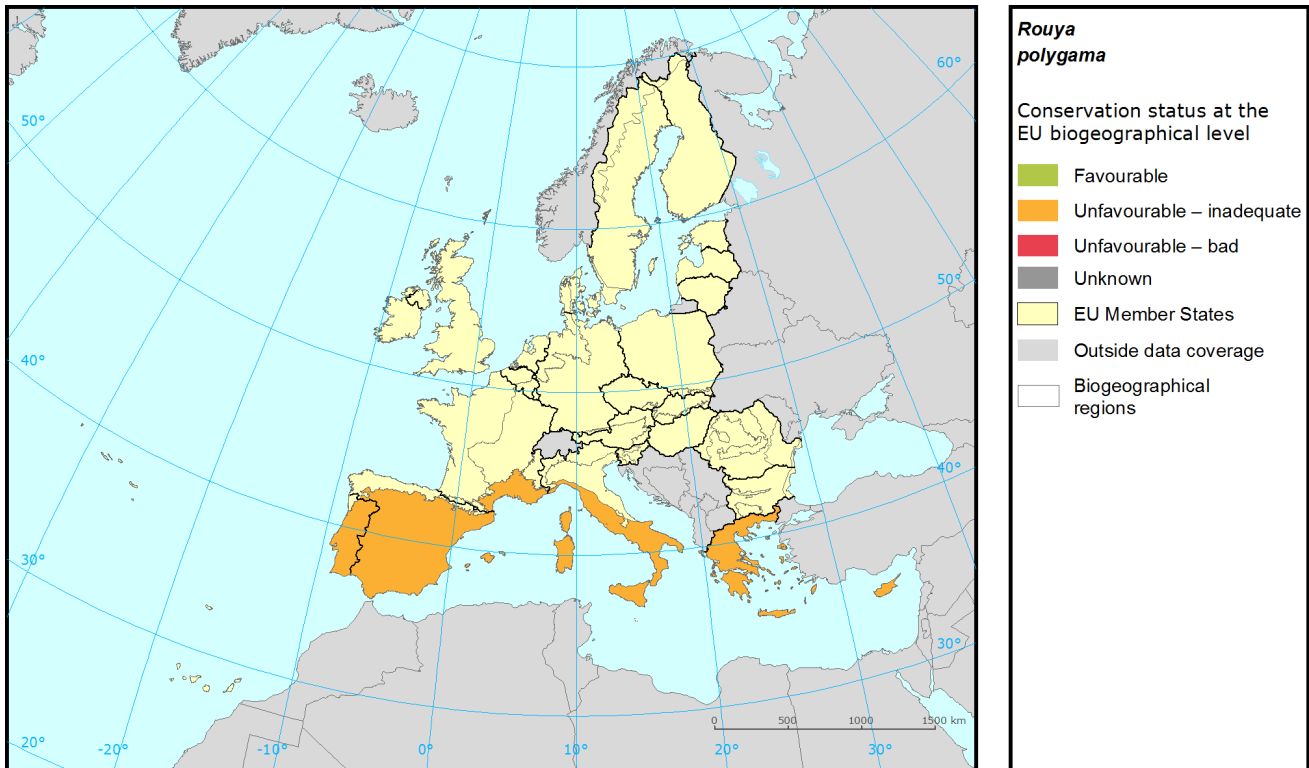 Rouya
polygama
Conservation status at the
EU biogeographical level
Favourable
Unfavourable – inadequate
Unfavourable – bad
Unknown
EU Member States
Outside data coverage
Biogeographical
regions
60°
50°
50°
40°
40°
30°
30°
0 500 1000 1500 km
20° -20° -10° 0° 10° 20° 30°